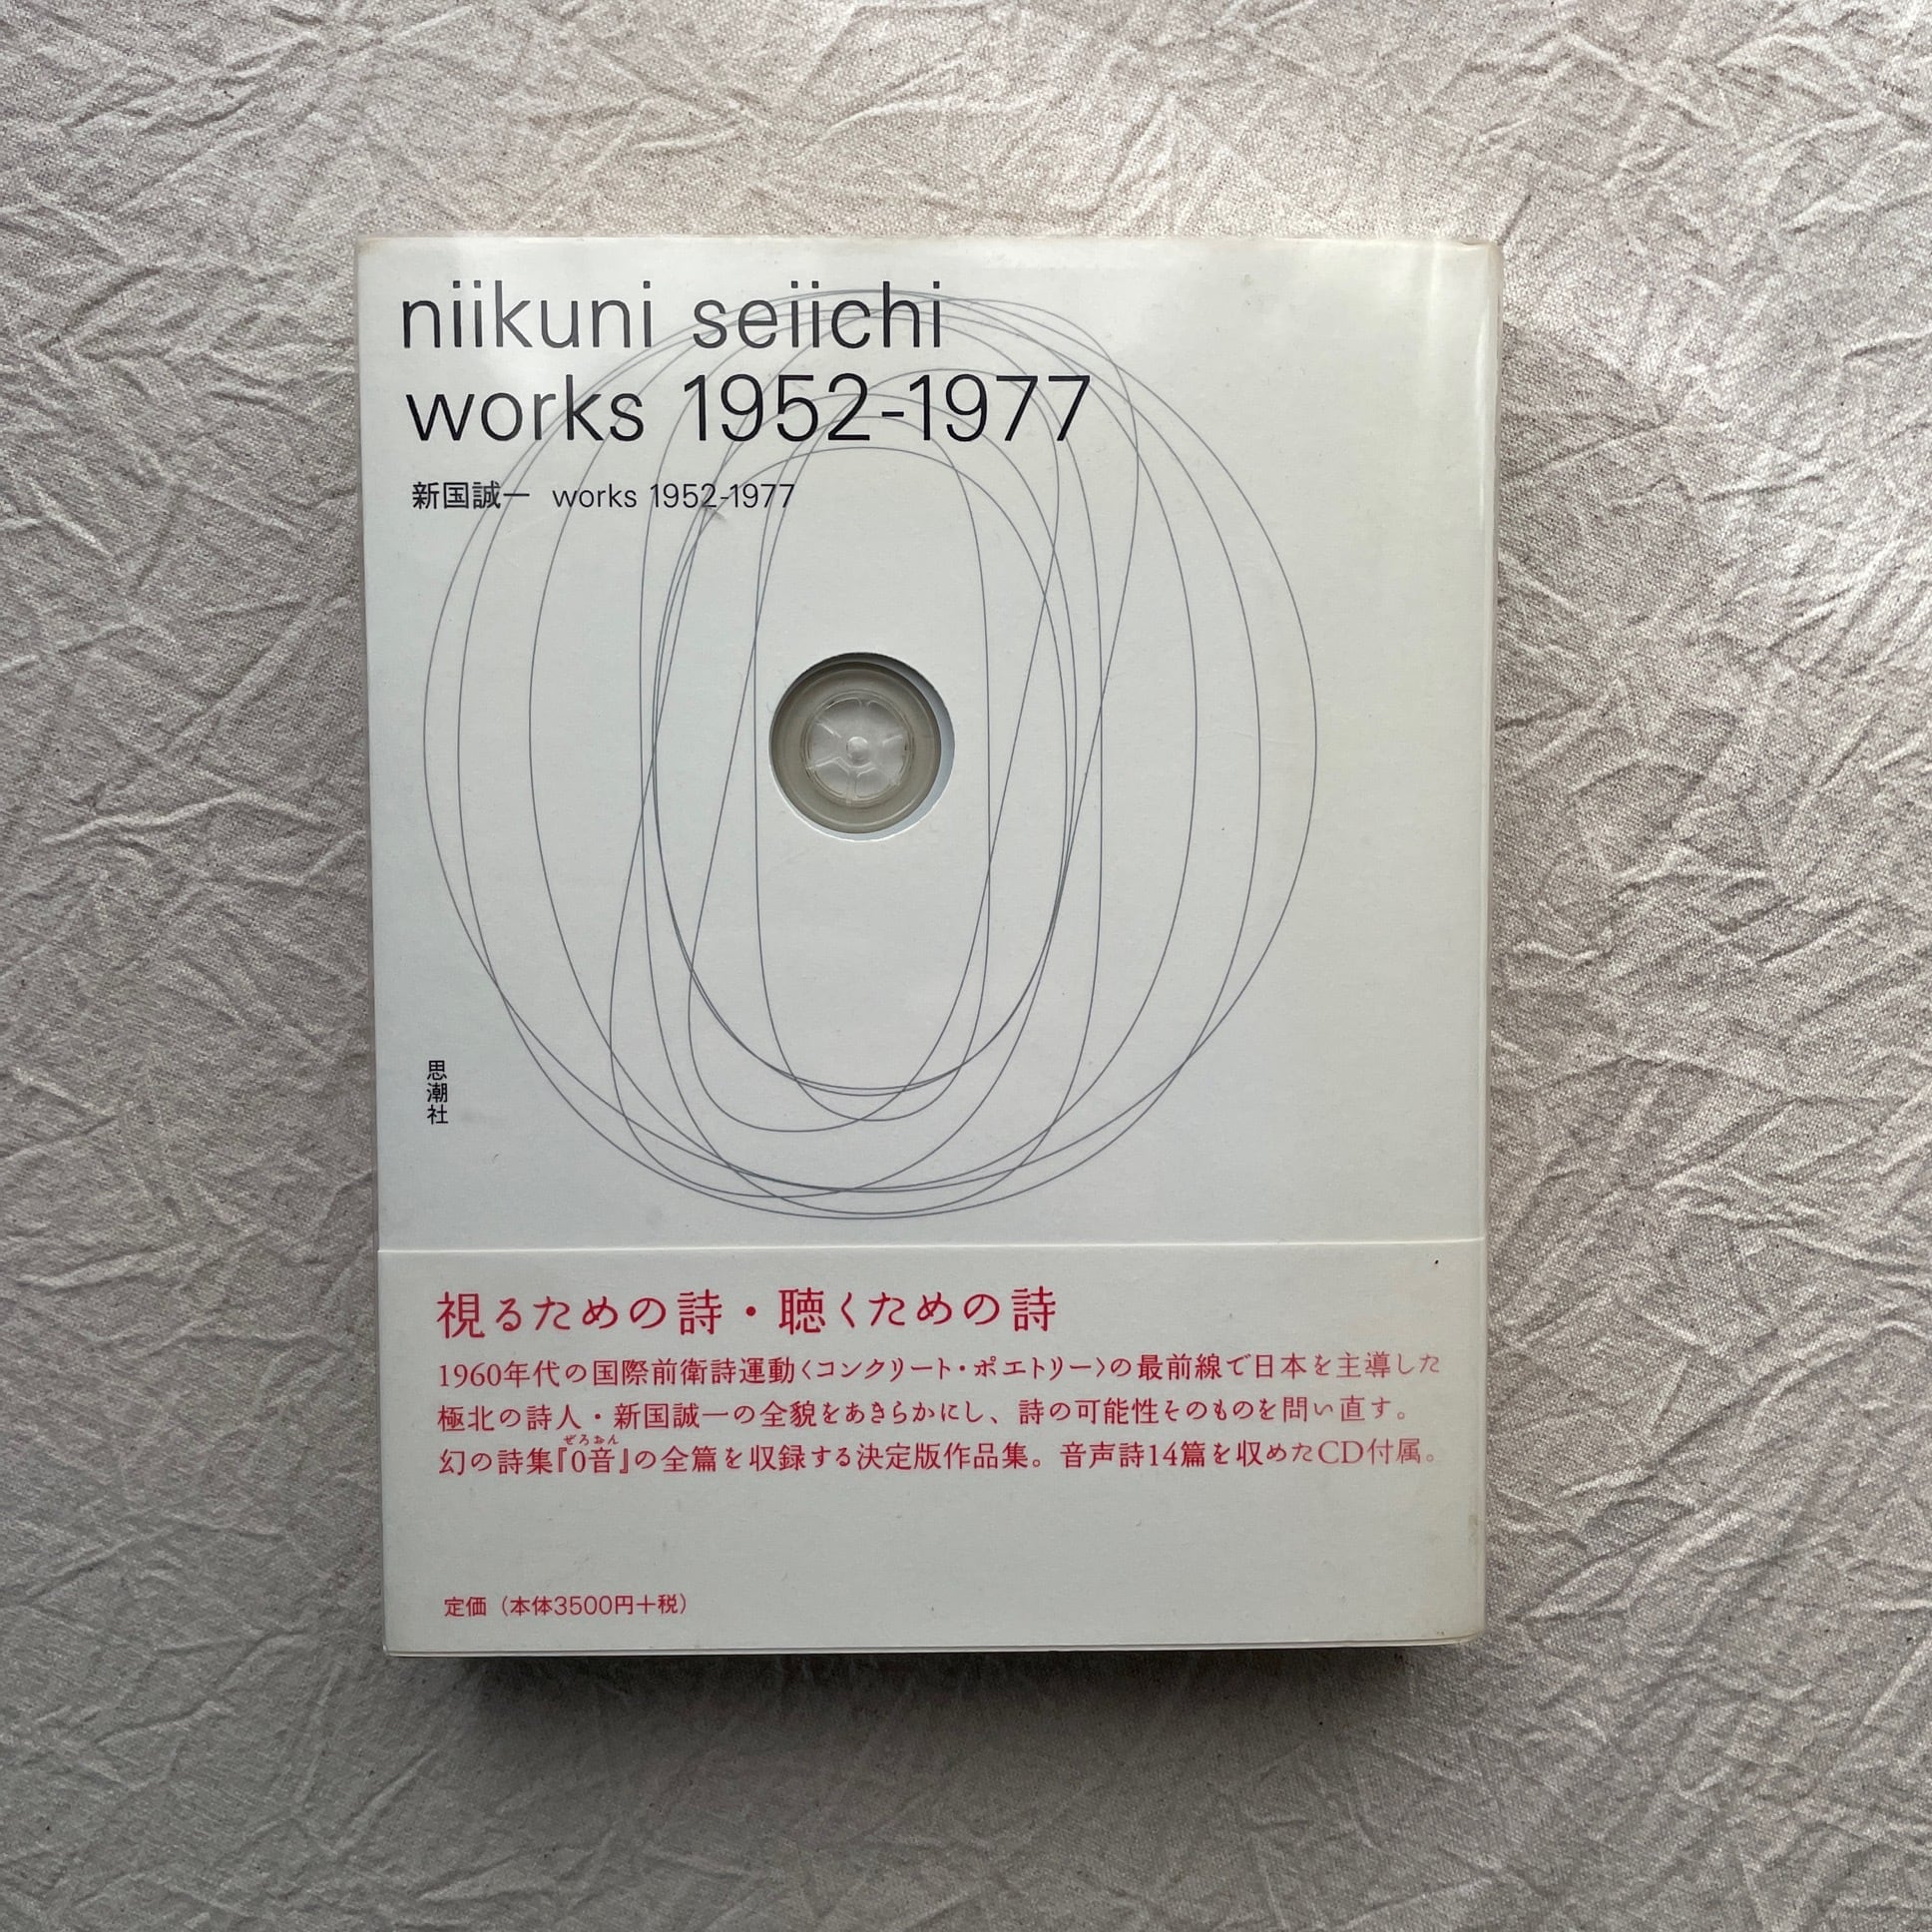 niikuni seiichi
works 1952-1977
新国誠一 works 1952-1977
思潮社
視るための詩・聴くための詩
1960年代の国際前衛詩運動〈コンクリート・ポエトリー〉の最前線で日本を主導した
極北の詩人・新国誠一の全貌をあきらかにし、詩の可能性そのものを問い直す。
ぜろおん
幻の詩集『0音』の全篇を収録する決定版作品集。音声詩14篇を収めたCD付属。
定価（本体3500円＋税）